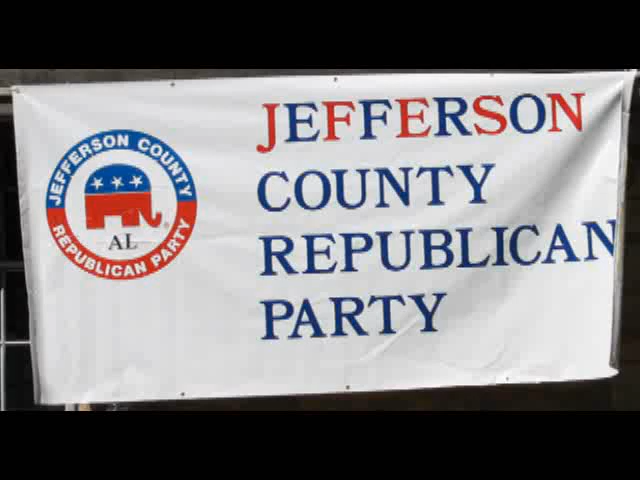 JEFFERSON COUNTY
AL
REPUBLICAN PARTY
JEFFERSON
COUNTY
REPUBLICAN
PARTY